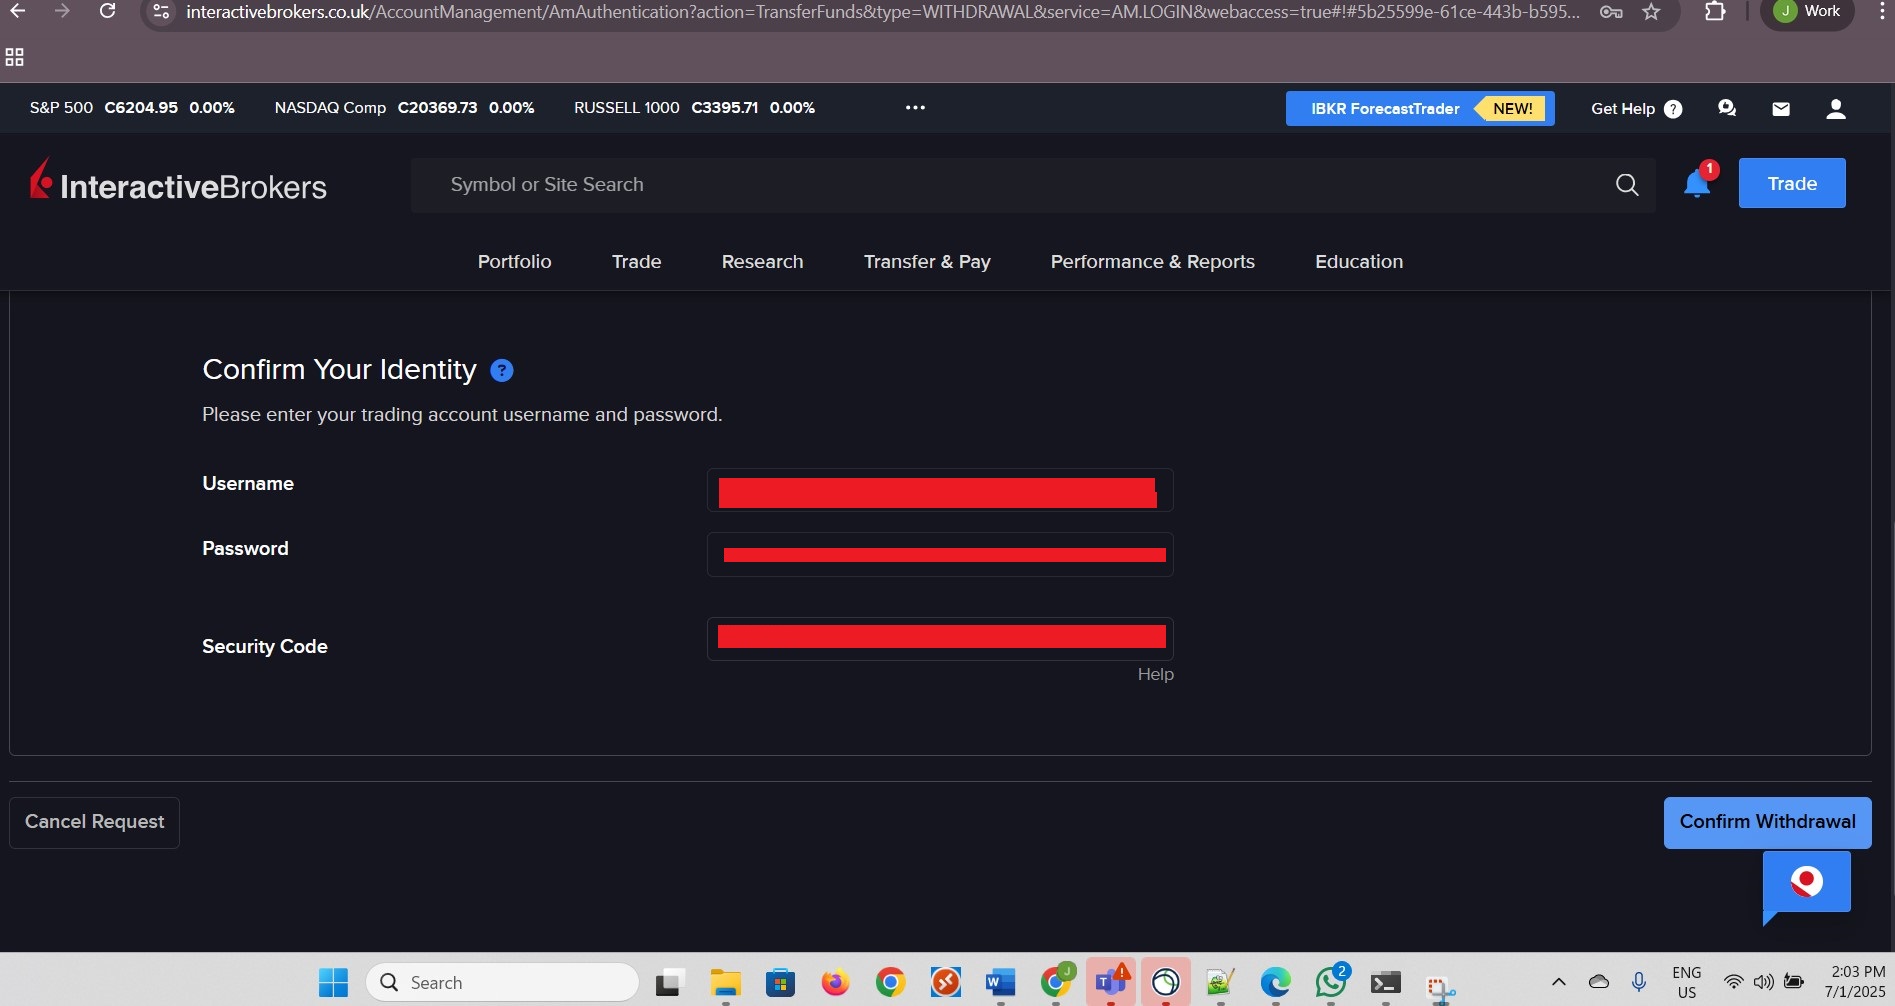 interactivebrokers.co.uk/AccountManagement/AmAuthentication?action=TransferFunds&type=WITHDRAWAL&service=AM.LOGIN&webaccess=true#!#5b25599e-61ce-443b-b595...
J Work
S&P 500 C6204.95 0.00% NASDAQ Comp C20369.73 0.00% RUSSELL 1000 C3395.71 0.00% ••• IBKR ForecastTrader NEW! Get Help ?
InteractiveBrokers Symbol or Site Search 1 Trade
Portfolio Trade Research Transfer & Pay Performance & Reports Education
Confirm Your Identity ?
Please enter your trading account username and password.
Username
Password
Security Code
Help
Cancel Request Confirm Withdrawal
Search W J T ! 2 ENG 2:03 PM
US 7/1/2025